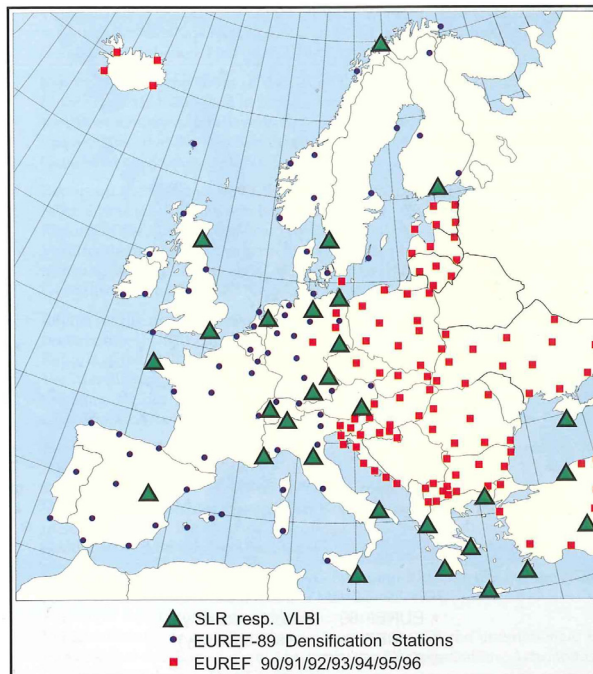 SLR resp. VLBI
EUREF-89 Densification Stations
EUREF 90/91/92/93/94/95/96